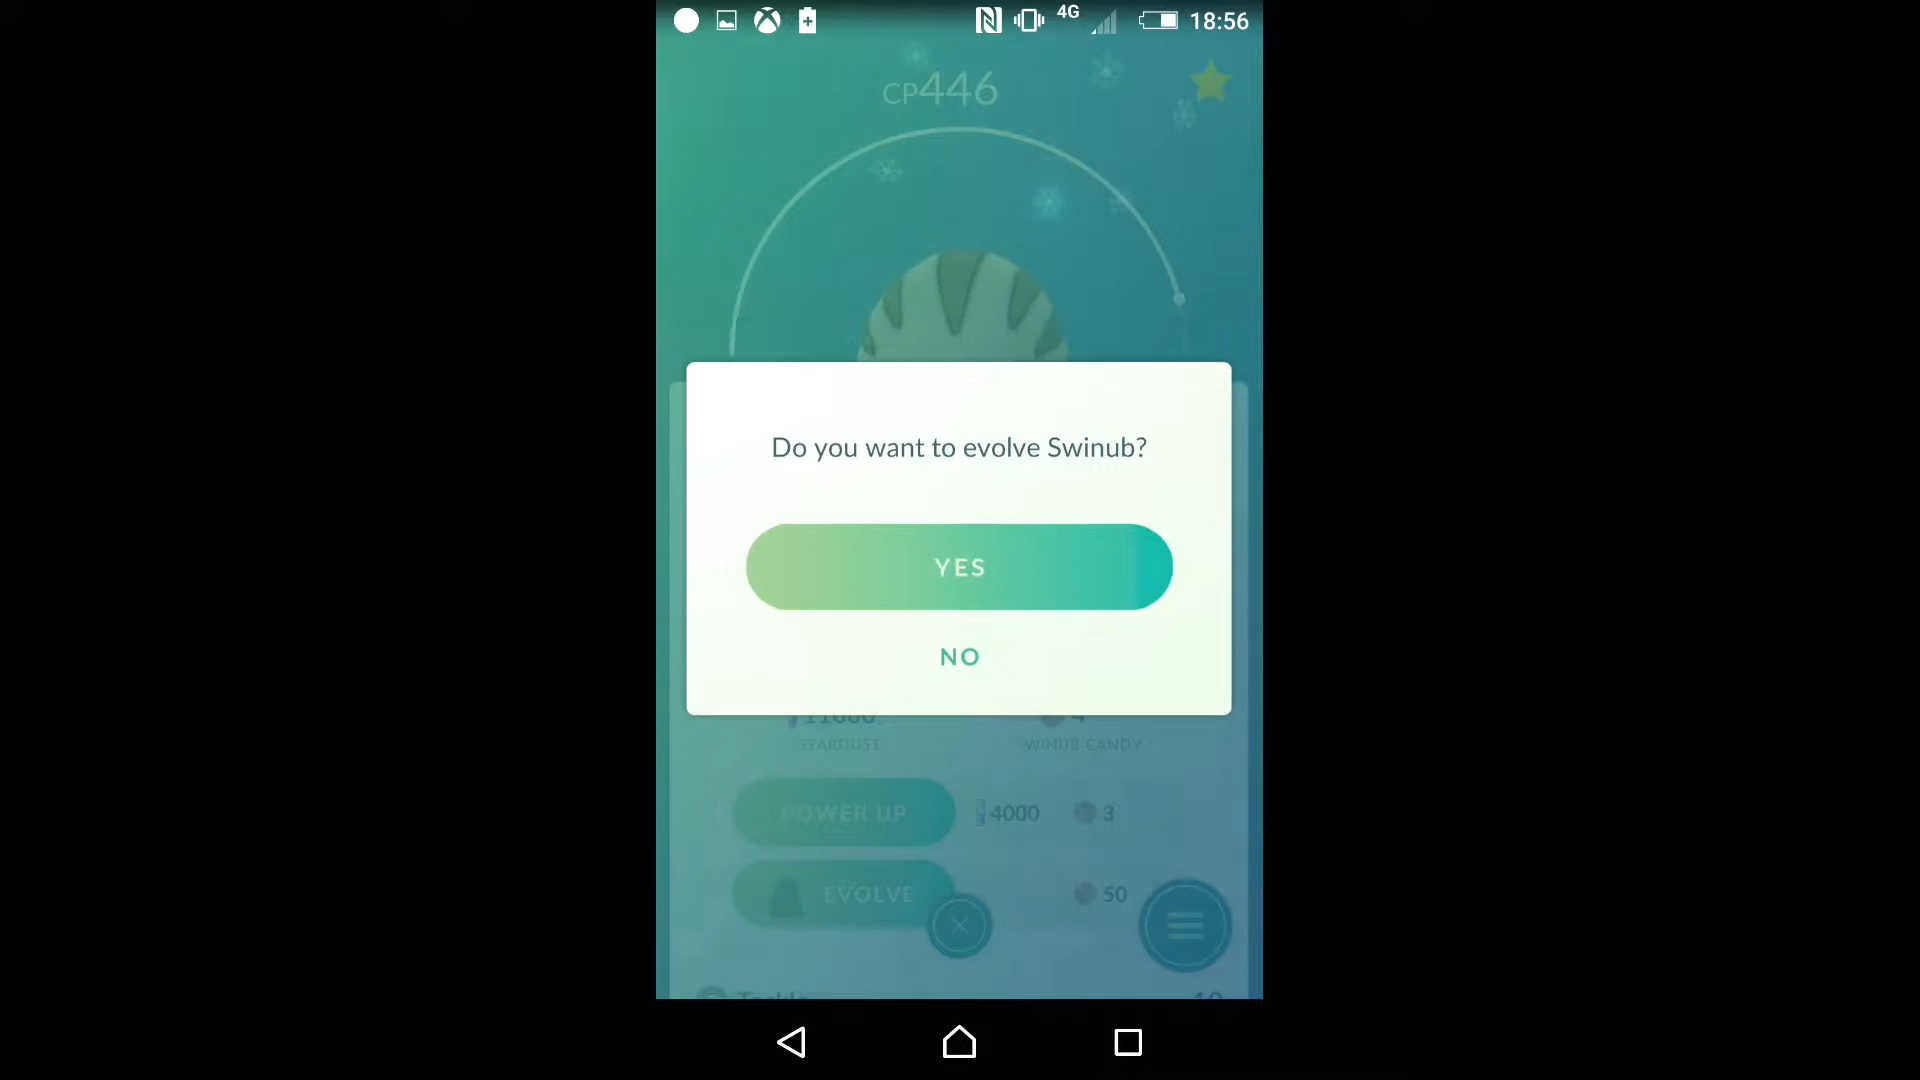 4G
18:56
CP446
Do you want to evolve Swinub?
YES
NO
STARDUST
WINUB CANDY
POWER UP 4000 3
EVOLVE 50